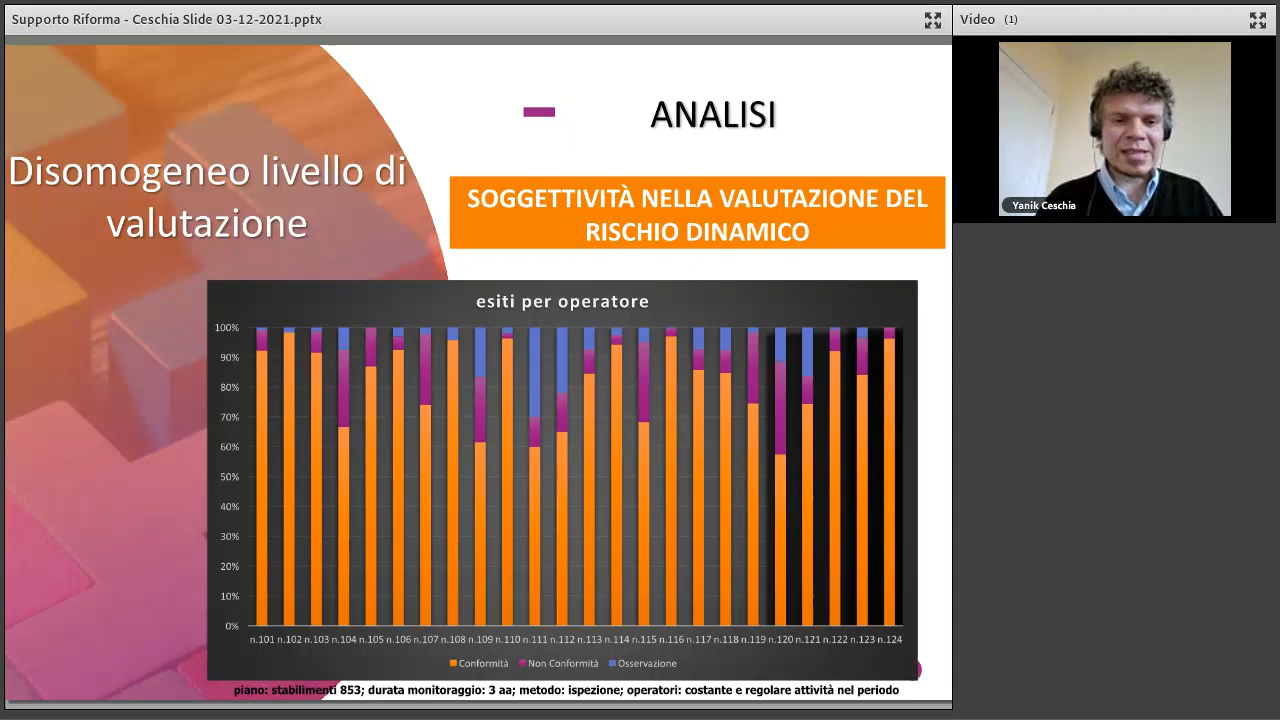 Supporto Riforma - Ceschia Slide 03-12-2021.pptx
Video (1)
Yanik Ceschia
Disomogeneo livello di
valutazione
ANALISI
SOGGETTIVITÀ NELLA VALUTAZIONE DEL
RISCHIO DINAMICO
esiti per operatore
100%
90%
80%
70%
60%
50%
40%
30%
20%
10%
0%
n.101 n.102 n.103 n.104 n.105 n.106 n.107 n.108 n.109 n.110 n.111 n.112 n.113 n.114 n.115 n.116 n.117 n.118 n.119 n.120 n.121 n.122 n.123 n.124
Conformità Non Conformità Osservazione
piano: stabilimenti 853; durata monitoraggio: 3 aa; metodo: ispezione; operatori: costante e regolare attività nel periodo